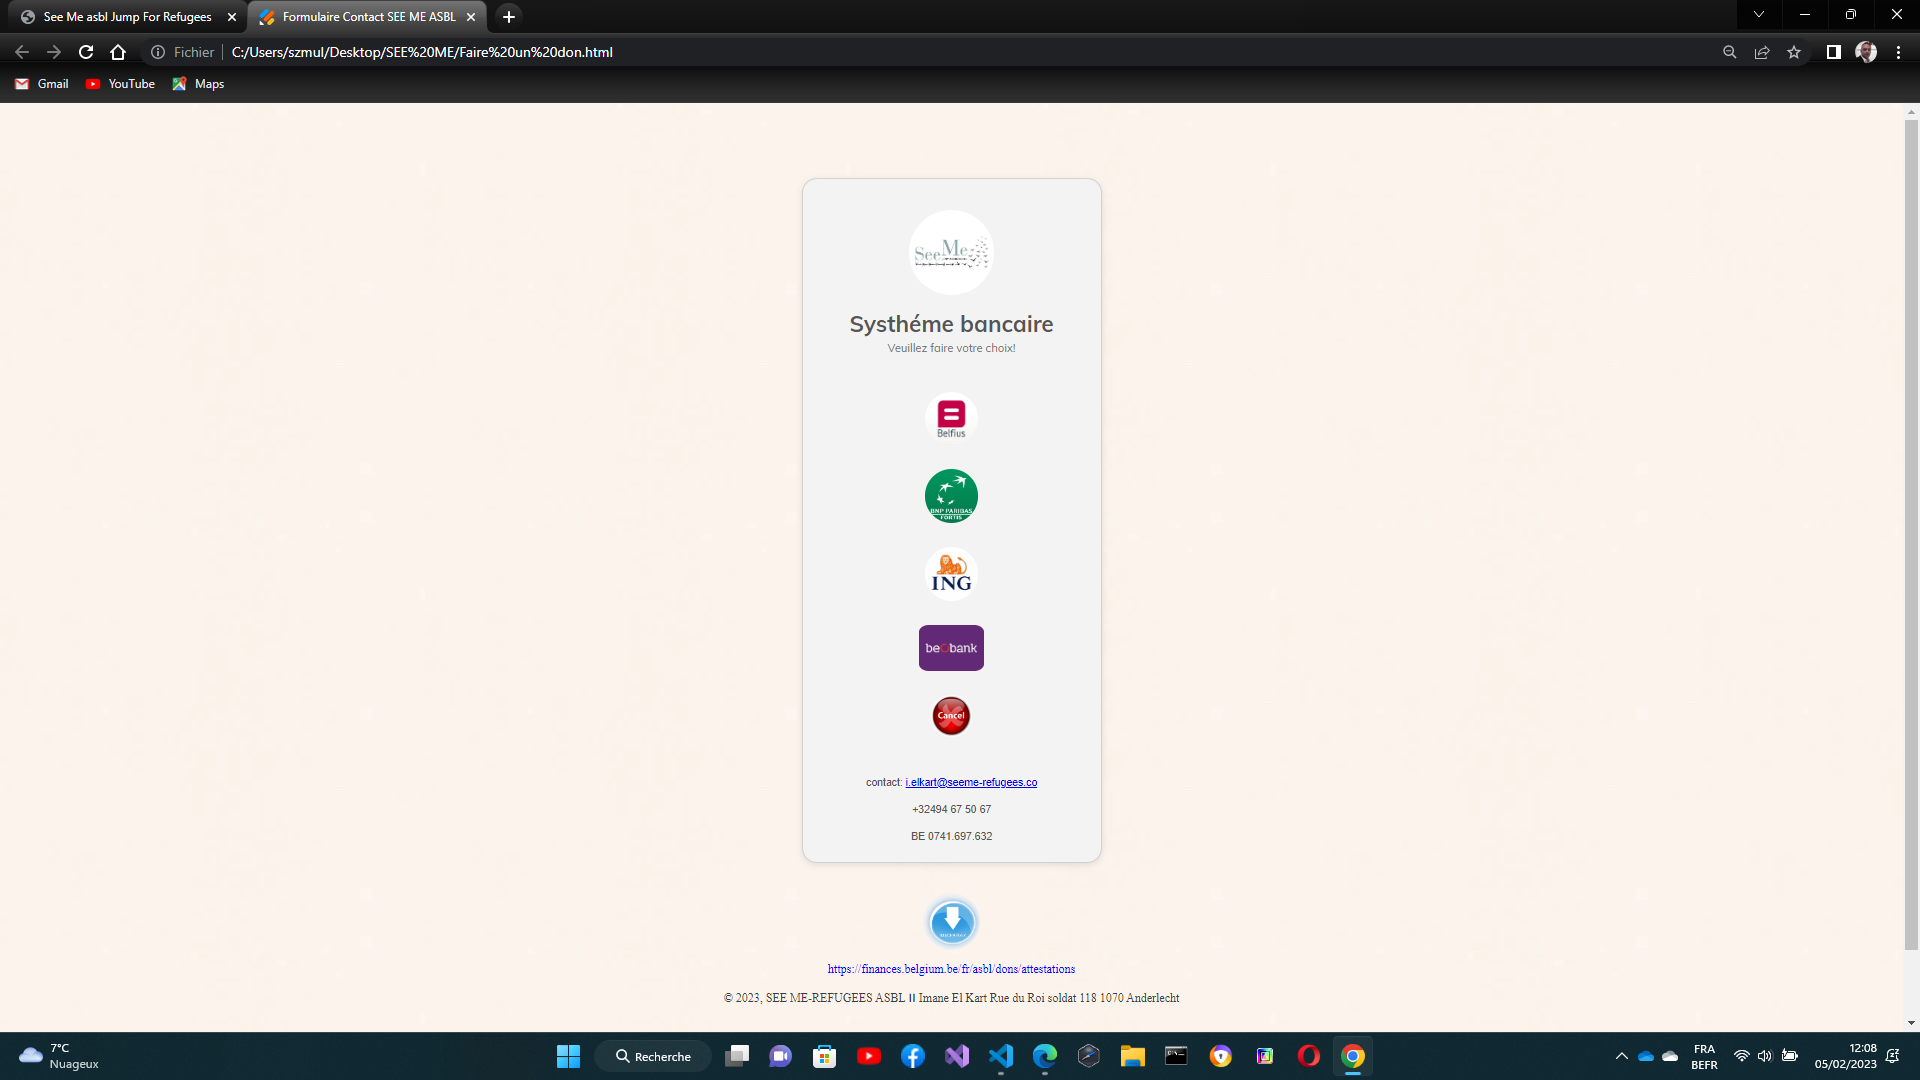 See Me asbl Jump For Refugees
Formulaire Contact SEE ME ASBL
Fichier
C:/Users/szmul/Desktop/SEE%20ME/Faire%20un%20don.html
Gmail
YouTube
Maps
SeeMe
Systhéme bancaire
Veuillez faire votre choix!
Belfius
BNP PARIBAS
FORTIS
ING
beobank
Cancel
contact: i.elkart@seeme-refugees.co
+32494 67 50 67
BE 0741.697.632
https://finances.belgium.be/fr/asbl/dons/attestations
© 2023, SEE ME-REFUGEES ASBL II Imane El Kart Rue du Roi soldat 118 1070 Anderlecht
7°C
Nuageux
Recherche
FRA
BEFR
12:08
05/02/2023